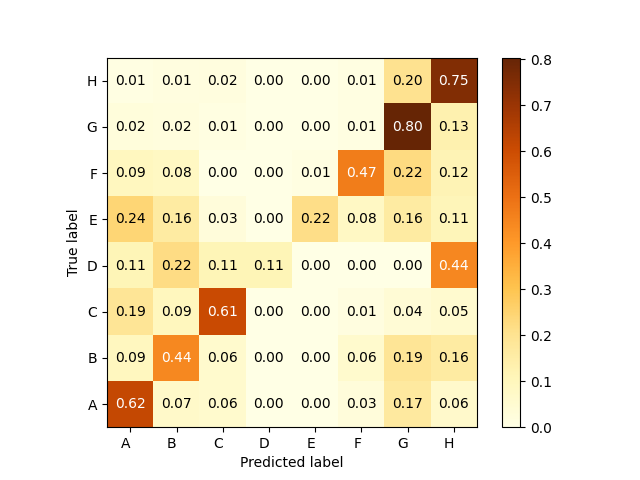 H 0.01 0.01 0.02 0.00 0.00 0.01 0.20 0.75
G 0.02 0.02 0.01 0.00 0.00 0.01 0.80 0.13
F 0.09 0.08 0.00 0.00 0.01 0.47 0.22 0.12
E 0.24 0.16 0.03 0.00 0.22 0.08 0.16 0.11
D 0.11 0.22 0.11 0.11 0.00 0.00 0.00 0.44
C 0.19 0.09 0.61 0.00 0.00 0.01 0.04 0.05
B 0.09 0.44 0.06 0.00 0.00 0.06 0.19 0.16
A 0.62 0.07 0.06 0.00 0.00 0.03 0.17 0.06
A B C D E F G H
Predicted label
True label
0.8
0.7
0.6
0.5
0.4
0.3
0.2
0.1
0.0